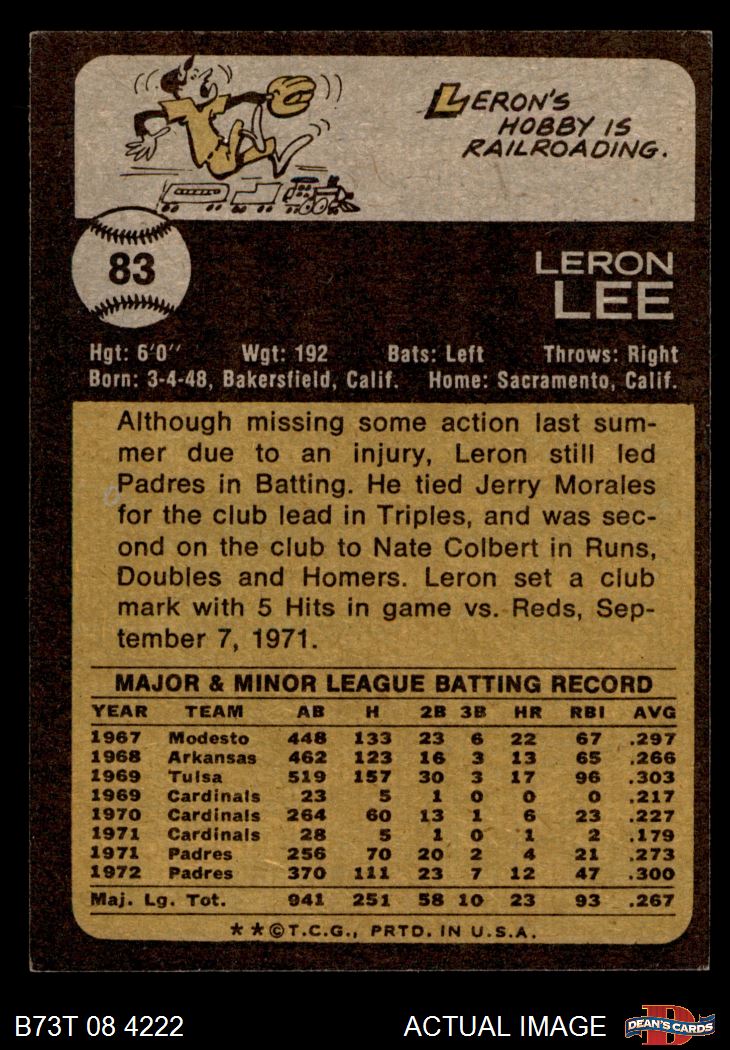 LERON'S
HOBBY IS
RAILROADING.
83
LERON
LEE
Hgt: 6'0" Wgt: 192 Bats: Left Throws: Right
Born: 3-4-48, Bakersfield, Calif. Home: Sacramento, Calif.
Although missing some action last sum-
mer due to an injury, Leron still led
Padres in Batting. He tied Jerry Morales
for the club lead in Triples, and was sec-
ond on the club to Nate Colbert in Runs,
Doubles and Homers. Leron set a club
mark with 5 Hits in game vs. Reds, Sep-
tember 7, 1971.
MAJOR & MINOR LEAGUE BATTING RECORD
YEAR TEAM AB H 2B 3B HR RBI AVG
1967 Modesto 448 133 23 6 22 67 .297
1968 Arkansas 462 123 16 3 13 65 .266
1969 Tulsa 519 157 30 3 17 96 .303
1969 Cardinals 23 5 1 0 0 0 .217
1970 Cardinals 264 60 13 1 6 23 .227
1971 Cardinals 28 5 1 0 1 2 .179
1971 Padres 256 70 20 2 4 21 .273
1972 Padres 370 111 23 7 12 47 .300
Maj. Lg. Tot. 941 251 58 10 23 93 .267
**©T.C.G., PRTD. IN U.S.A.
B73T 08 4222 ACTUAL IMAGE D DEAN'S CARDS